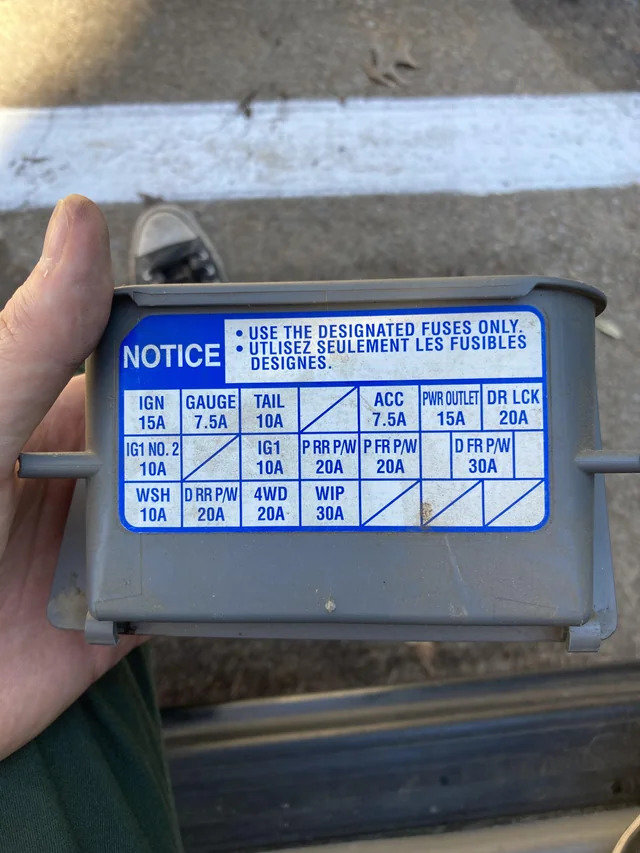 NOTICE
• USE THE DESIGNATED FUSES ONLY.
• UTLISEZ SEULEMENT LES FUSIBLES
DESIGNES.
IGN GAUGE TAIL ACC PWR OUTLET DR LCK
15A 7.5A 10A 7.5A 15A 20A
IG1 NO. 2 IG1 P RR P/W P FR P/W D FR P/W
10A 10A 20A 20A 30A
WSH D RR P/W 4WD WIP
10A 20A 20A 30A